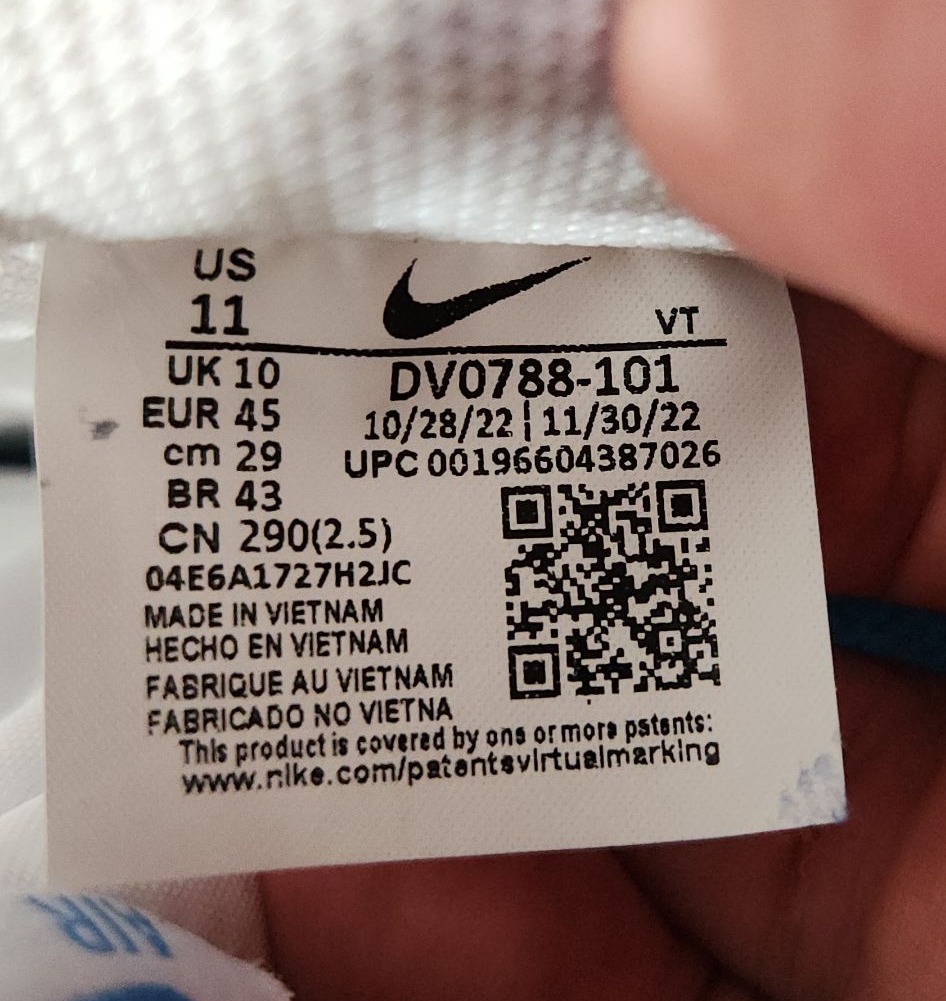 US
11
VT
UK 10
EUR 45
cm 29
BR 43
CN 290(2.5)
DV0788-101
10/28/22 | 11/30/22
UPC 00196604387026
04E6A1727H2JC
MADE IN VIETNAM
HECHO EN VIETNAM
FABRIQUE AU VIETNAM
FABRICADO NO VIETNA
This product is covered by one or more patents:
www.nike.com/patentsvirtualmarking
AIR